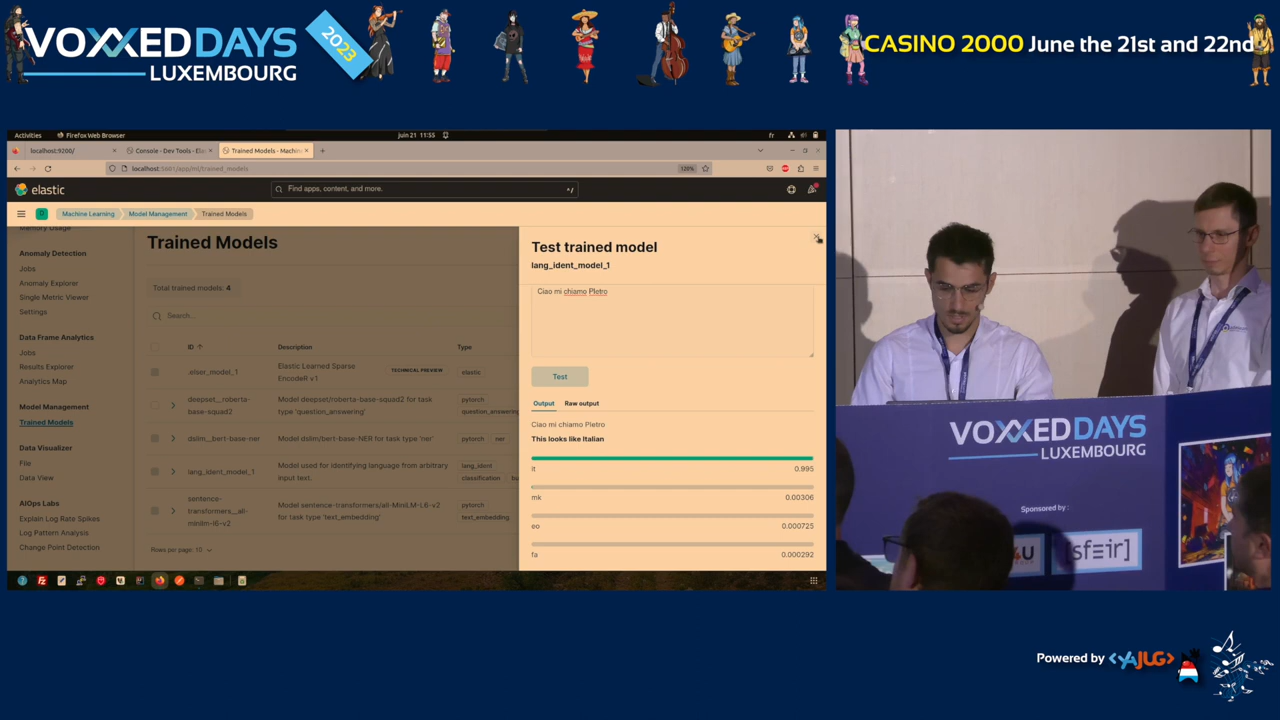 VOXXED DAYS
LUXEMBOURG
2023
CASINO 2000 June the 21st and 22nd
Activities Firefox Web Browser juin 21 11:55 fr
localhost:9200/ Console - Dev Tools - Ela Trained Models - Machin
localhost:5601/app/ml/trained_models 120%
elastic Find apps, content, and more.
D Machine Learning Model Management Trained Models
Memory Usage
Anomaly Detection
Jobs
Anomaly Explorer
Single Metric Viewer
Settings
Data Frame Analytics
Jobs
Results Explorer
Analytics Map
Model Management
Trained Models
Data Visualizer
File
Data View
AIOps Labs
Explain Log Rate Spikes
Log Pattern Analysis
Change Point Detection
Trained Models
Total trained models: 4
Search...
ID Description Type
.elser_model_1 Elastic Learned Sparse EncodeR v1 TECHNICAL PREVIEW elastic
deepset__roberta-
base-squad2
Model deepset/roberta-base-squad2 for task
type 'question_answering'
pytorch
question_answering
dslim__bert-base-ner Model dslim/bert-base-NER for task type 'ner' pytorch ner
lang_ident_model_1
Model used for identifying language from arbitrary
input text.
lang_ident
classification bu
sentence-
transformers__all-
minilm-l6-v2
Model sentence-transformers/all-MiniLM-L6-v2
for task type 'text_embedding'
pytorch
text_embedding
Rows per page: 10
Test trained model
lang_ident_model_1
Ciao mi chiamo Pietro
Test
Output Raw output
Ciao mi chiamo Pietro
This looks like Italian
it 0.995
mk 0.00306
eo 0.000725
fa 0.000292
VOXXED DAYS
LUXEMBOURG
Sponsored by :
4U
[sfeir]
Powered by <YAJUG>